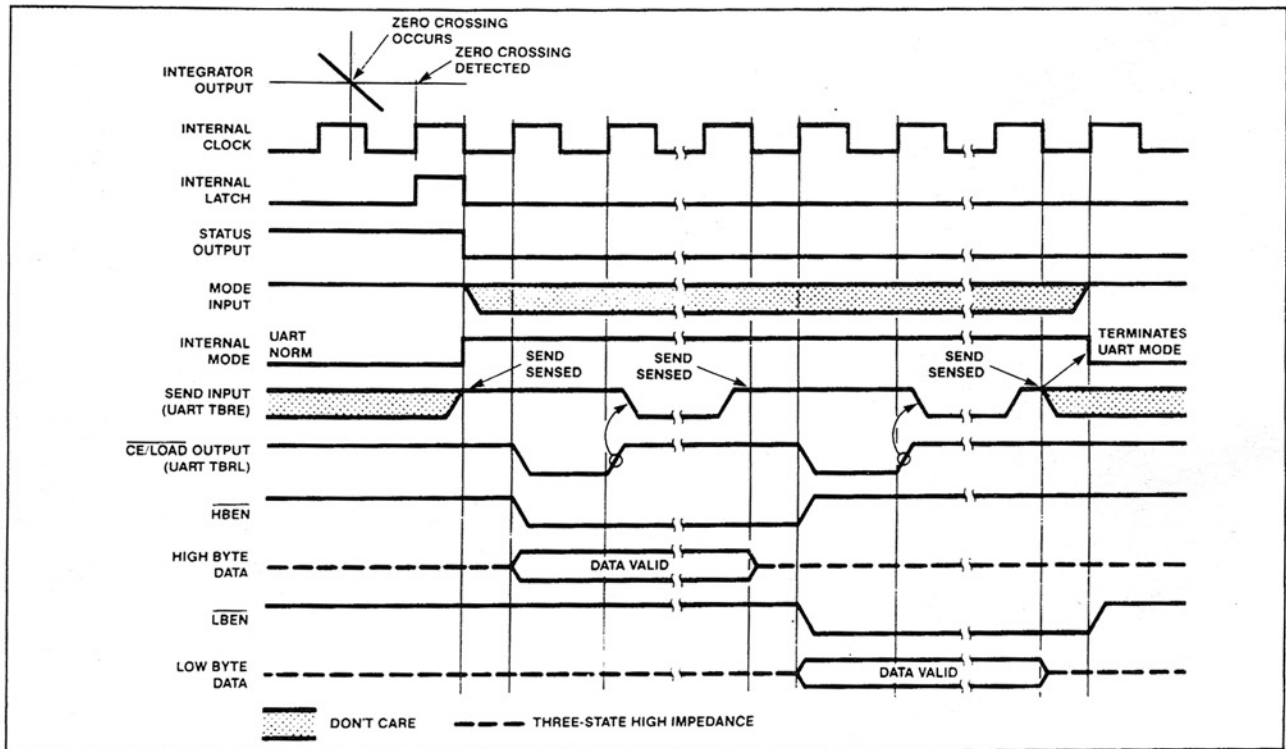 ZERO CROSSING
OCCURS
ZERO CROSSING
DETECTED
INTEGRATOR
OUTPUT
INTERNAL
CLOCK
INTERNAL
LATCH
STATUS
OUTPUT
MODE
INPUT
INTERNAL
MODE
UART
NORM
TERMINATES
UART MODE
SEND
SENSED
SEND
SENSED
SEND
SENSED
SEND INPUT
(UART TBRE)
CE/LOAD OUTPUT
(UART TBRL)
HBEN
HIGH BYTE
DATA
DATA VALID
LBEN
LOW BYTE
DATA
DATA VALID
DON'T CARE
THREE-STATE HIGH IMPEDANCE